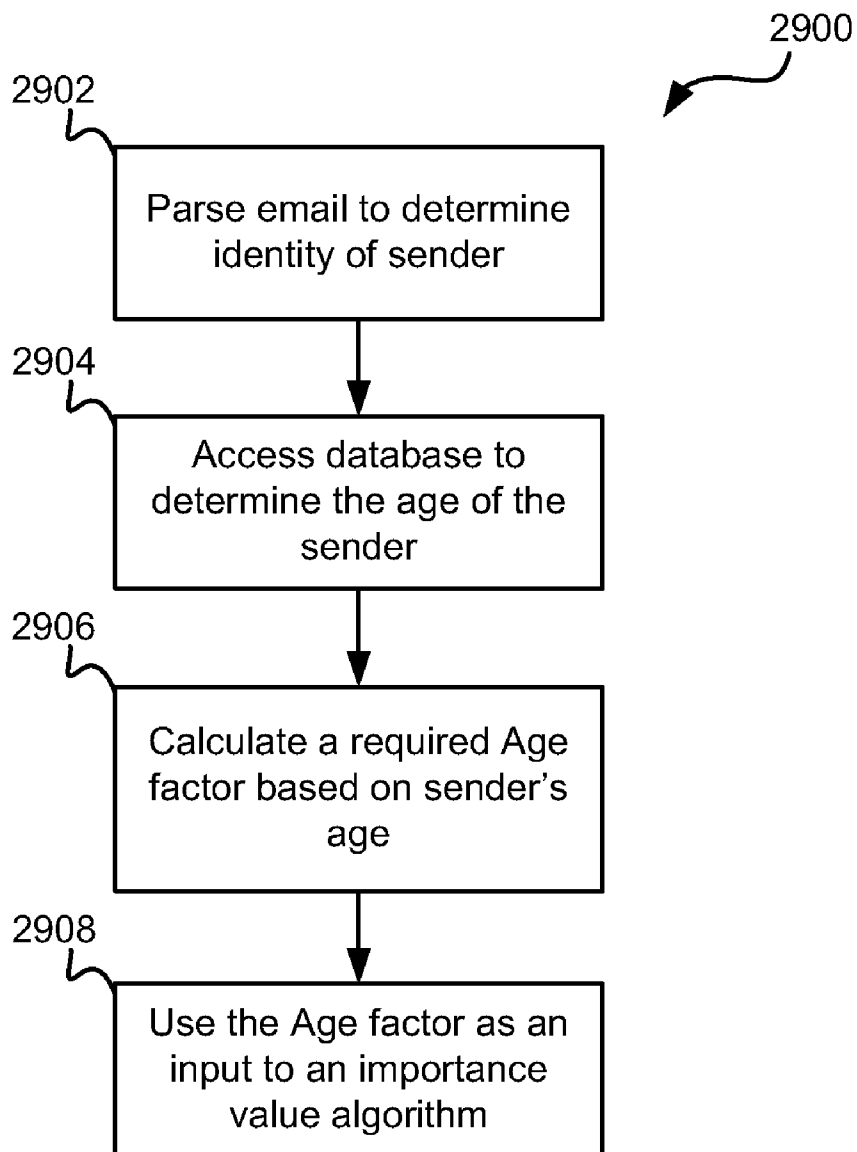 2900
2902
Parse email to determine
identity of sender
2904
Access database to
determine the age of the
sender
2906
Calculate a required Age
factor based on sender’s
age
2908
Use the Age factor as an
input to an importance
value algorithm